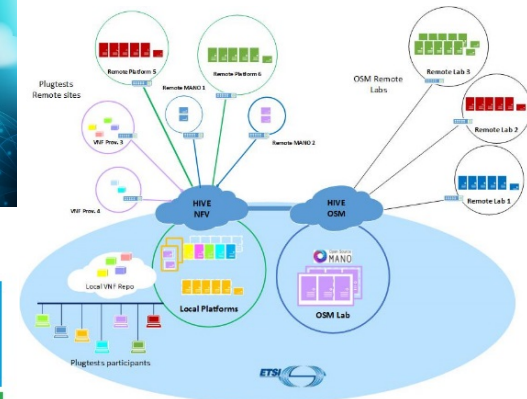 Plugtests
Remote sites
Remote Platform 5
Remote Platform 6
Remote MANO 1
Remote MANO 2
VNF Prov. 3
VNF Prov. 4
OSM Remote
Labs
Remote Lab 3
Remote Lab 2
Remote Lab 1
HIVE
NFV
HIVE
OSM
Local VNF Repo
Local Platforms
Open Source
MANO
OSM Lab
Plugtests participants
ETSI